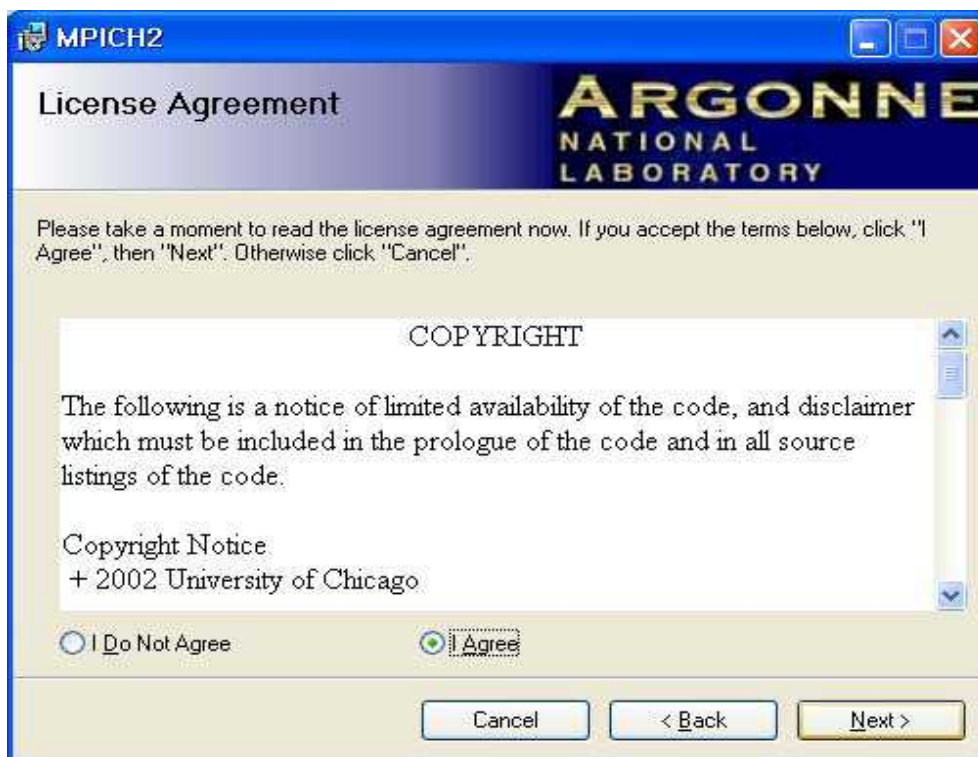 MPICH2
License Agreement
ARGONNE
NATIONAL
LABORATORY
Please take a moment to read the license agreement now. If you accept the terms below, click "I
Agree", then "Next". Otherwise click "Cancel".
COPYRIGHT
The following is a notice of limited availability of the code, and disclaimer
which must be included in the prologue of the code and in all source
listings of the code.
Copyright Notice
+ 2002 University of Chicago
I Do Not Agree
I Agree
Cancel
< Back
Next >